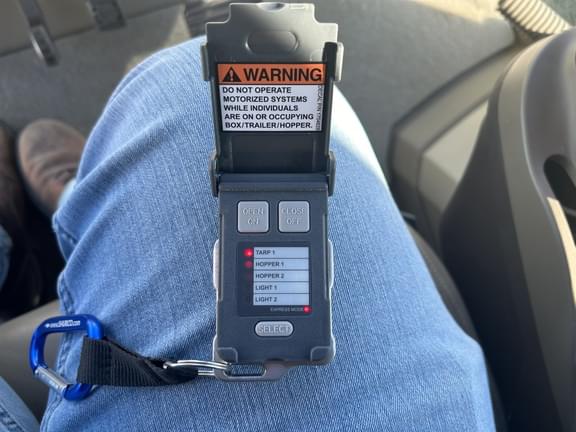 WARNING
DO NOT OPERATE
MOTORIZED SYSTEMS
WHILE INDIVIDUALS
ARE ON OR OCCUPYING
BOX/TRAILER/HOPPER.
OPEN CLOSE
ON OFF
TARP 1
HOPPER 1
HOPPER 2
LIGHT 1
LIGHT 2
EXPRESS MODE
SELECT